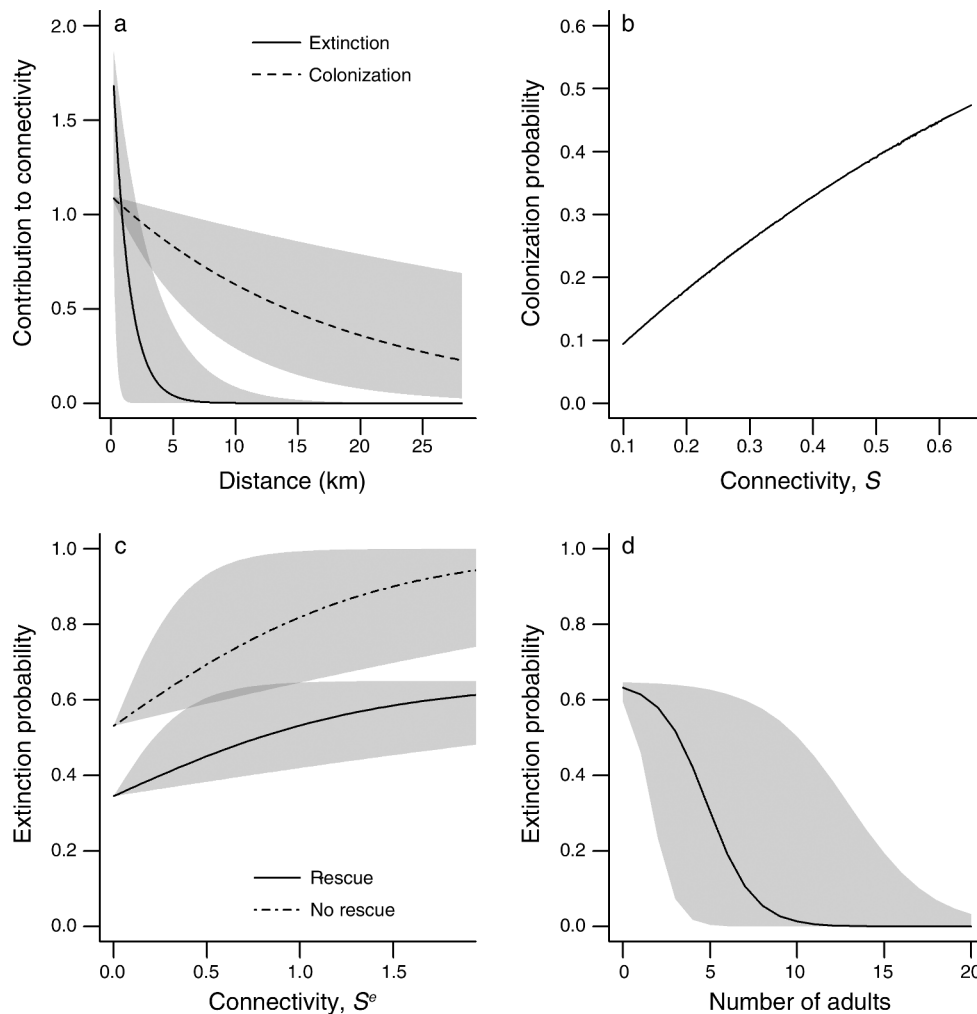 a
2.0
1.5
1.0
0.5
0.0
Contribution to connectivity
Extinction
Colonization
0 5 10 15 20 25
Distance (km)
b
0.6
0.5
0.4
0.3
0.2
0.1
0.0
Colonization probability
0.1 0.2 0.3 0.4 0.5 0.6
Connectivity, S
c
1.0
0.8
0.6
0.4
0.2
0.0
Extinction probability
Rescue
No rescue
0.0 0.5 1.0 1.5
Connectivity, Sᵉ
d
1.0
0.8
0.6
0.4
0.2
0.0
Extinction probability
0 5 10 15 20
Number of adults